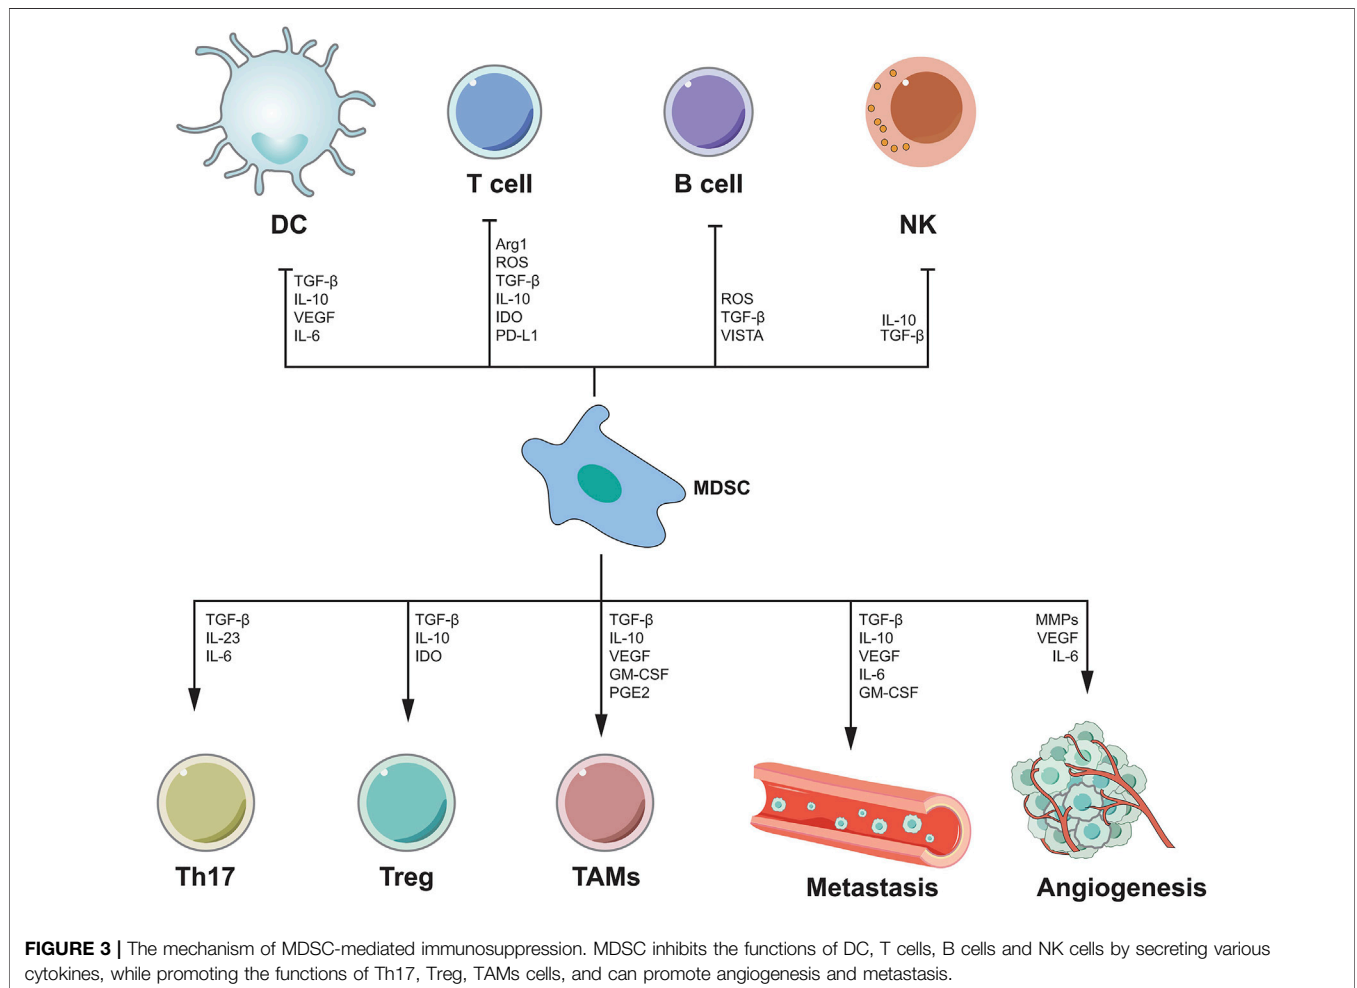 T cell
B cell
DC
NK
TGF-β
IL-10
VEGF
IL-6
Arg1
ROS
TGF-β
IL-10
IDO
PD-L1
ROS
TGF-β
VISTA
IL-10
TGF-β
MDSC
TGF-β
IL-23
IL-6
TGF-β
IL-10
IDO
TGF-β
IL-10
VEGF
GM-CSF
PGE2
TGF-β
IL-10
VEGF
IL-6
GM-CSF
MMPs
VEGF
IL-6
Th17
Treg
TAMs
Metastasis
Angiogenesis
FIGURE 3 | The mechanism of MDSC-mediated immunosuppression. MDSC inhibits the functions of DC, T cells, B cells and NK cells by secreting various
cytokines, while promoting the functions of Th17, Treg, TAMs cells, and can promote angiogenesis and metastasis.